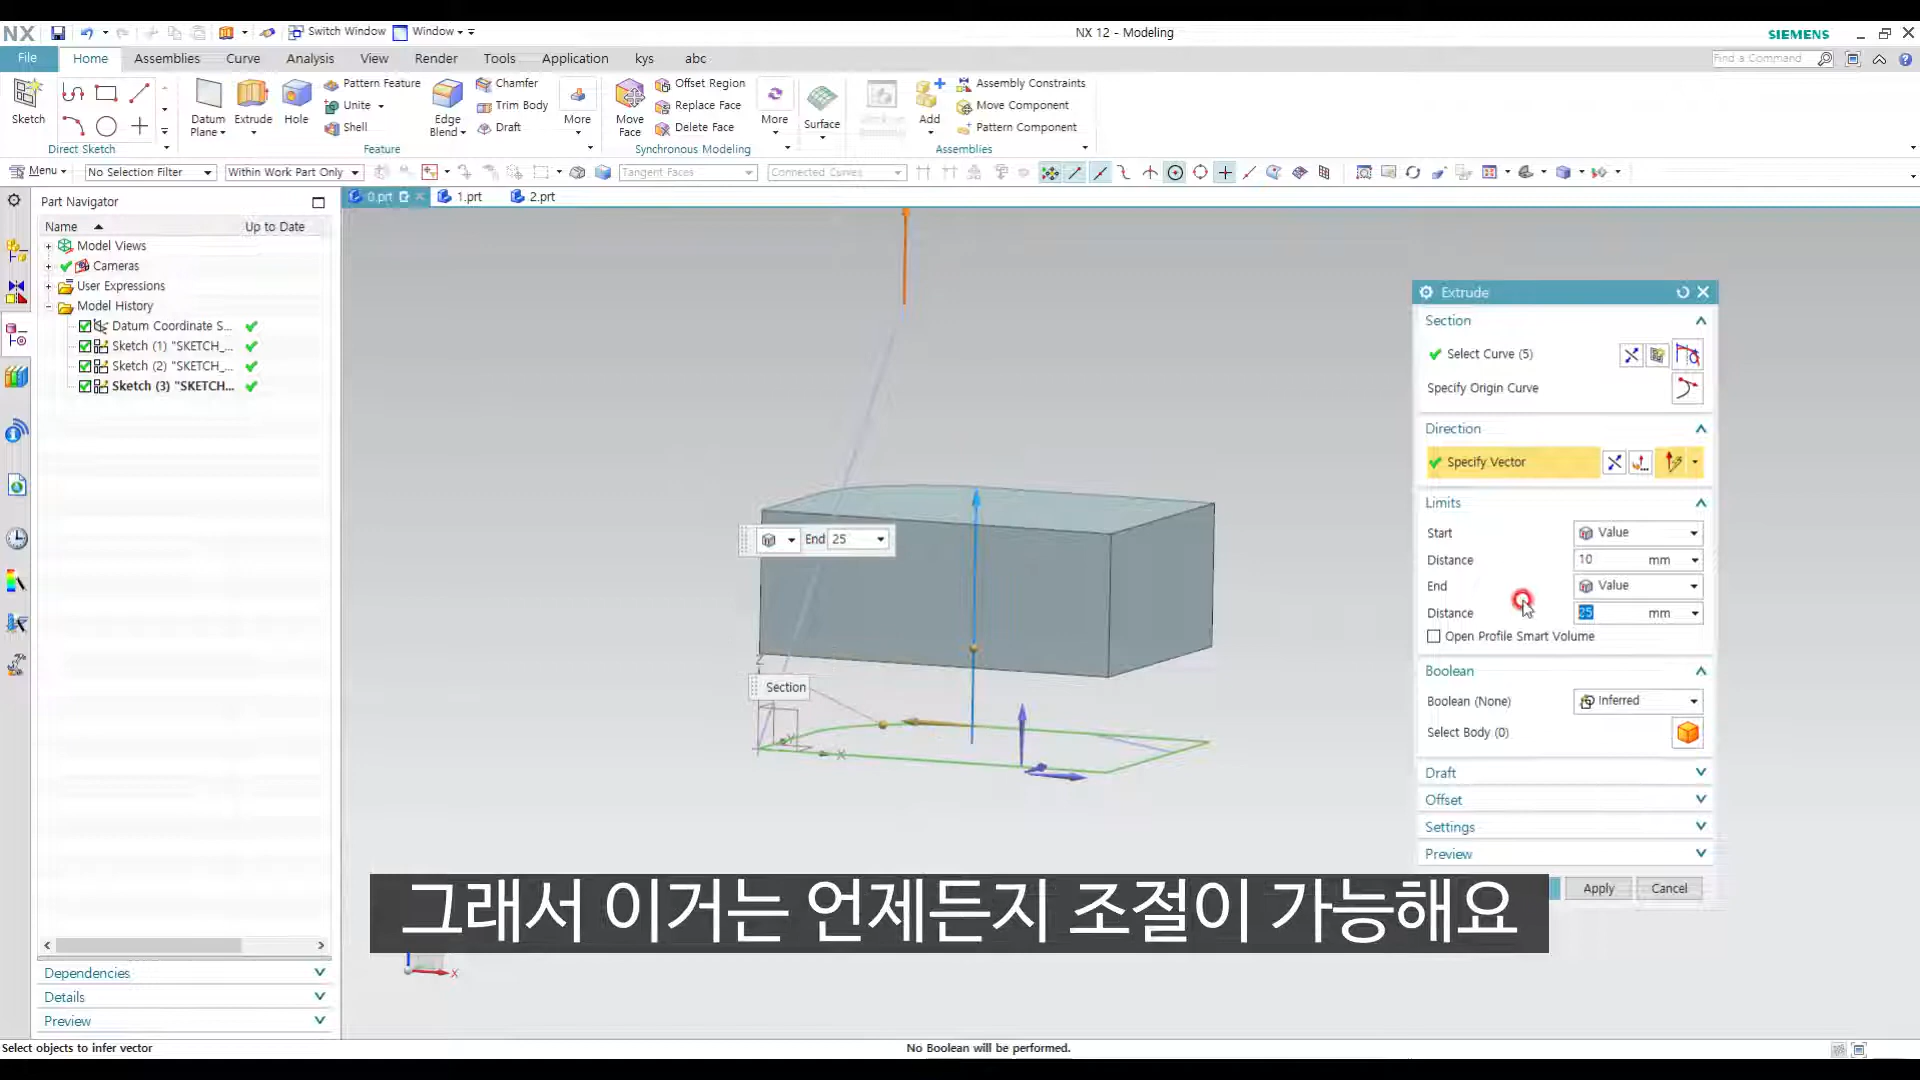 NX
Switch Window
Window
NX 12 - Modeling
SIEMENS
File
Home
Assemblies
Curve
Analysis
View
Render
Tools
Application
kys
abc
Find a Command
Sketch
Direct Sketch
Datum Plane
Extrude
Hole
Pattern Feature
Unite
Shell
Edge Blend
Chamfer
Trim Body
Draft
More
Feature
Move Face
Offset Region
Replace Face
Delete Face
More
Synchronous Modeling
Surface
Add
Assembly Constraints
Move Component
Pattern Component
Assemblies
Menu
No Selection Filter
Within Work Part Only
Tangent Faces
Connected Curves
0.prt
1.prt
2.prt
Part Navigator
Name
Up to Date
Model Views
Cameras
User Expressions
Model History
Datum Coordinate S...
Sketch (1) "SKETCH_...
Sketch (2) "SKETCH_...
Sketch (3) "SKETCH...
Dependencies
Details
Preview
End 25
Section
Z
Y
X
X
Extrude
Section
Select Curve (5)
Specify Origin Curve
Direction
Specify Vector
Limits
Start
Value
Distance
10 mm
End
Value
Distance
25 mm
Open Profile Smart Volume
Boolean
Boolean (None)
Inferred
Select Body (0)
Draft
Offset
Settings
Preview
Apply
Cancel
그래서 이거는 언제든지 조절이 가능해요
Select objects to infer vector
No Boolean will be performed.